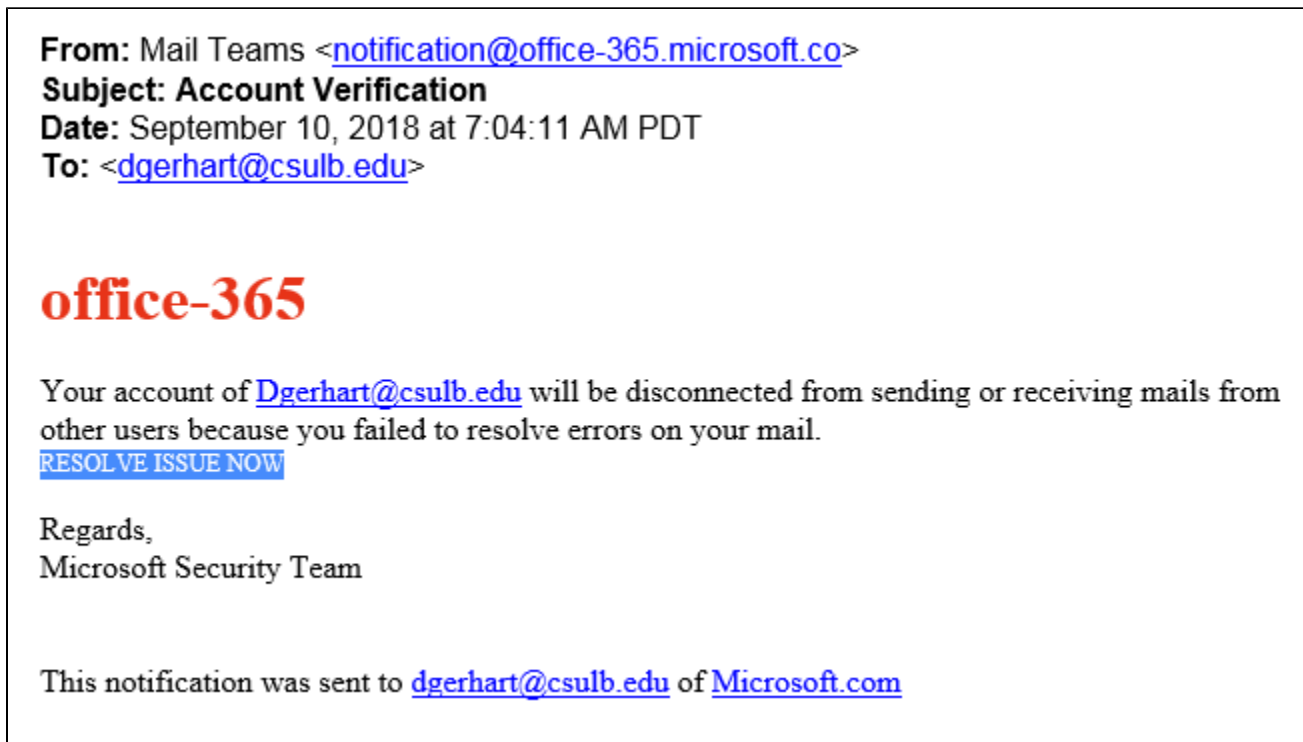 From: Mail Teams <notification@office-365.microsoft.co>
Subject: Account Verification
Date: September 10, 2018 at 7:04:11 AM PDT
To: <dgerhart@csulb.edu>
office-365
Your account of Dgerhart@csulb.edu will be disconnected from sending or receiving mails from
other users because you failed to resolve errors on your mail.
RESOLVE ISSUE NOW
Regards,
Microsoft Security Team
This notification was sent to dgerhart@csulb.edu of Microsoft.com